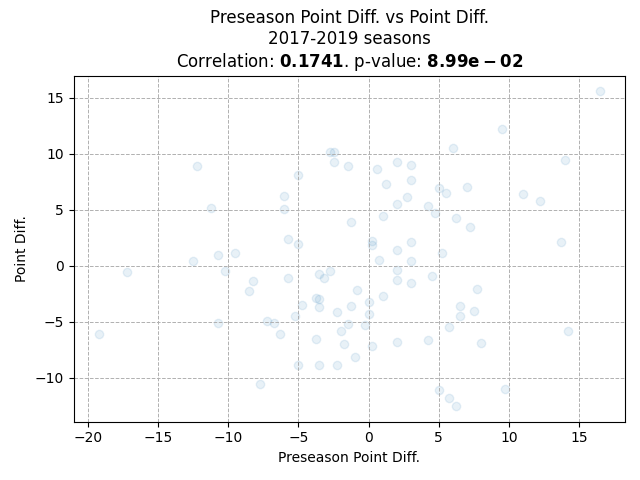 Preseason Point Diff. vs Point Diff.
2017-2019 seasons
Correlation: 0.1741. p-value: 8.99e − 02
15
10
5
0
−5
−10
Point Diff.
−20 −15 −10 −5 0 5 10 15
Preseason Point Diff.